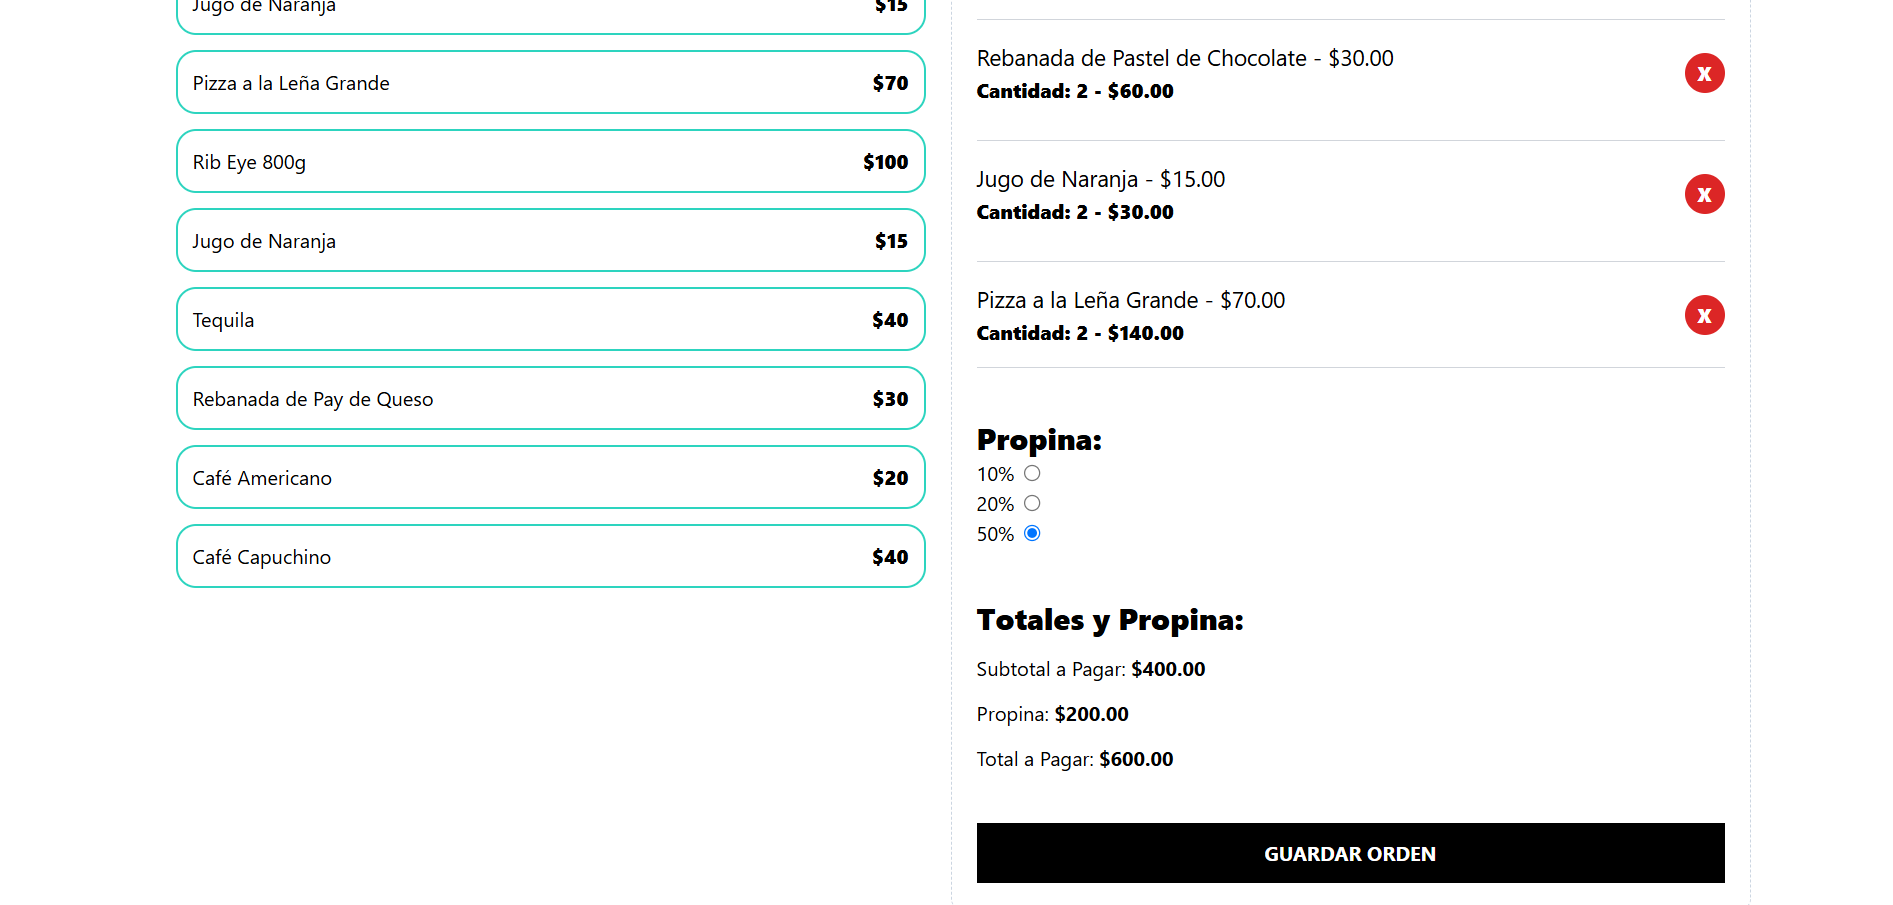 Jugo de Naranja $15
Pizza a la Leña Grande $70
Rib Eye 800g $100
Jugo de Naranja $15
Tequila $40
Rebanada de Pay de Queso $30
Café Americano $20
Café Capuchino $40
Rebanada de Pastel de Chocolate - $30.00
Cantidad: 2 - $60.00
X
Jugo de Naranja - $15.00
Cantidad: 2 - $30.00
X
Pizza a la Leña Grande - $70.00
Cantidad: 2 - $140.00
X
Propina:
10%
20%
50%
Totales y Propina:
Subtotal a Pagar: $400.00
Propina: $200.00
Total a Pagar: $600.00
GUARDAR ORDEN